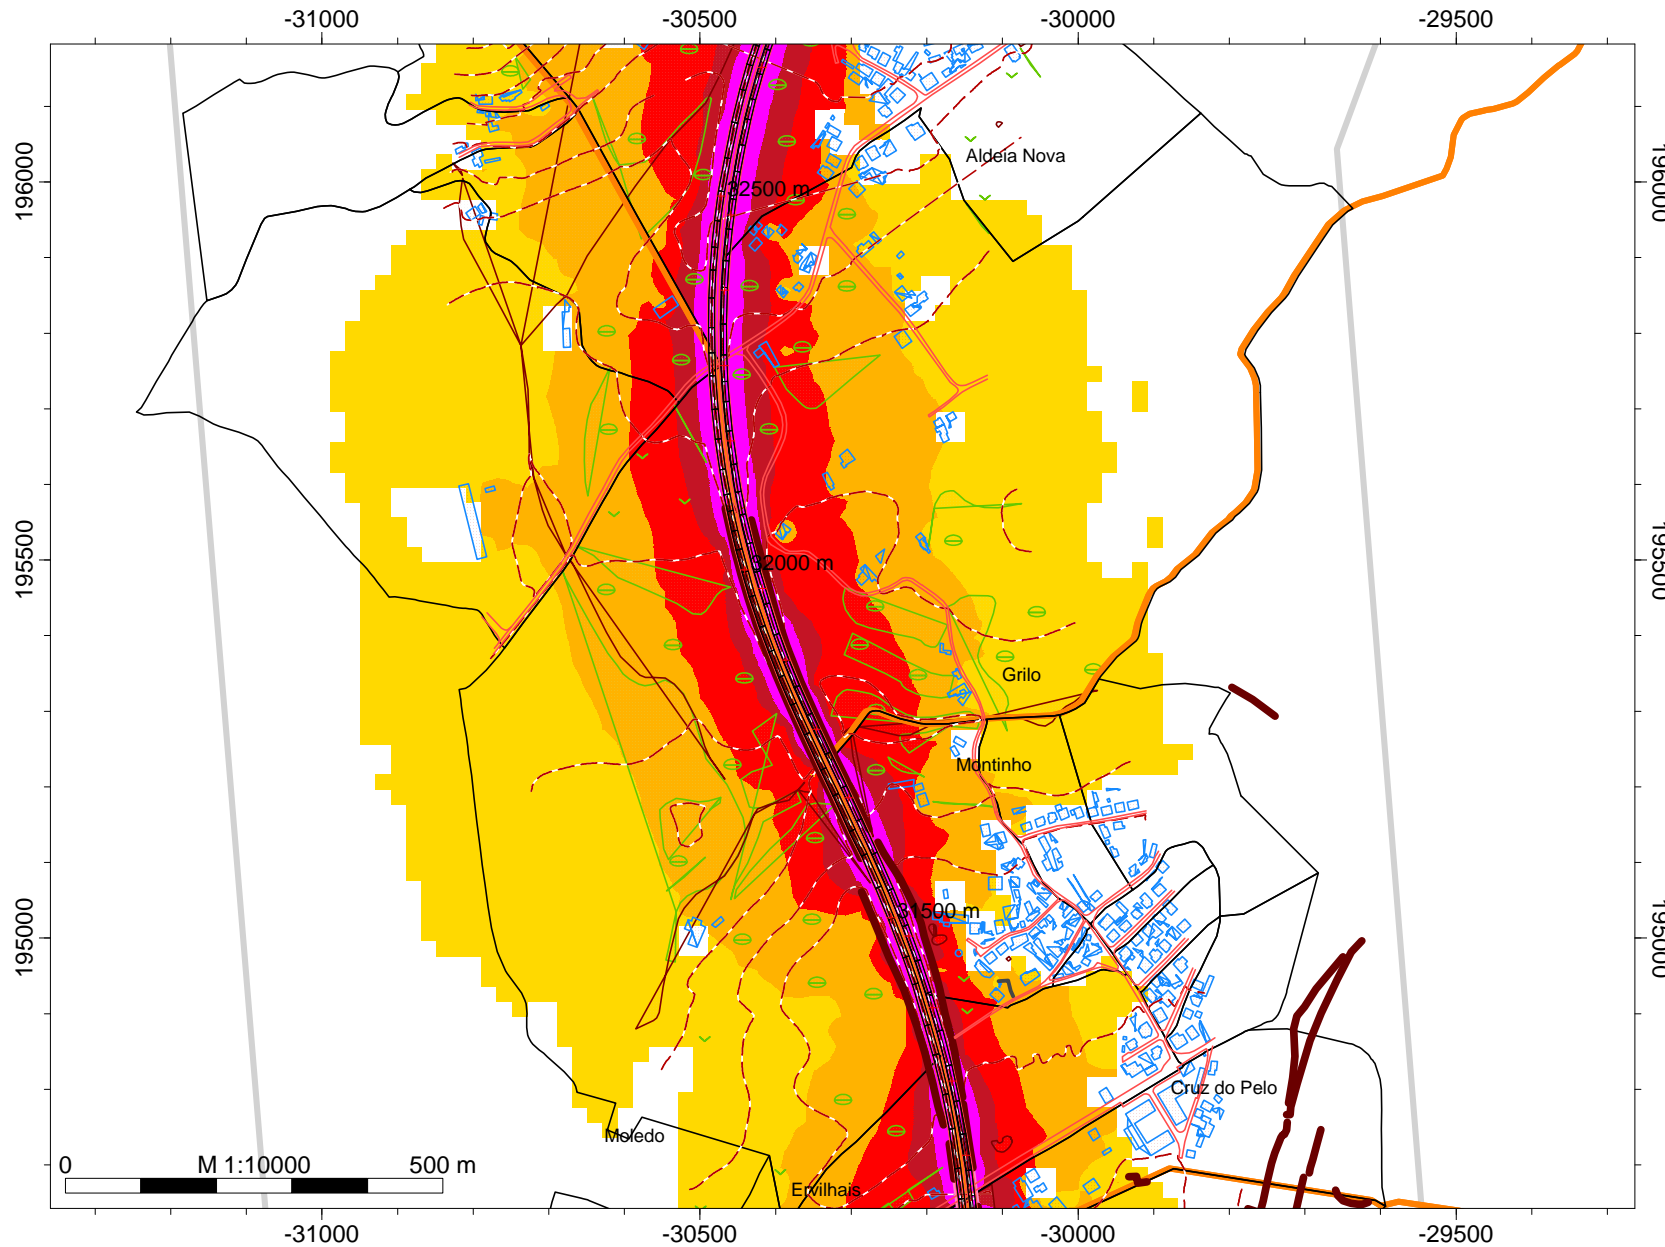 -31000 -30500 -30000 -29500
196000
196000
Aldeia Nova
32500 m
195500
195500
32000 m
Grilo
Montinho
195000
195000
31500 m
Cruz do Pelo
Moledo
0 M 1:10000 500 m
Ervilhais
-31000 -30500 -30000 -29500